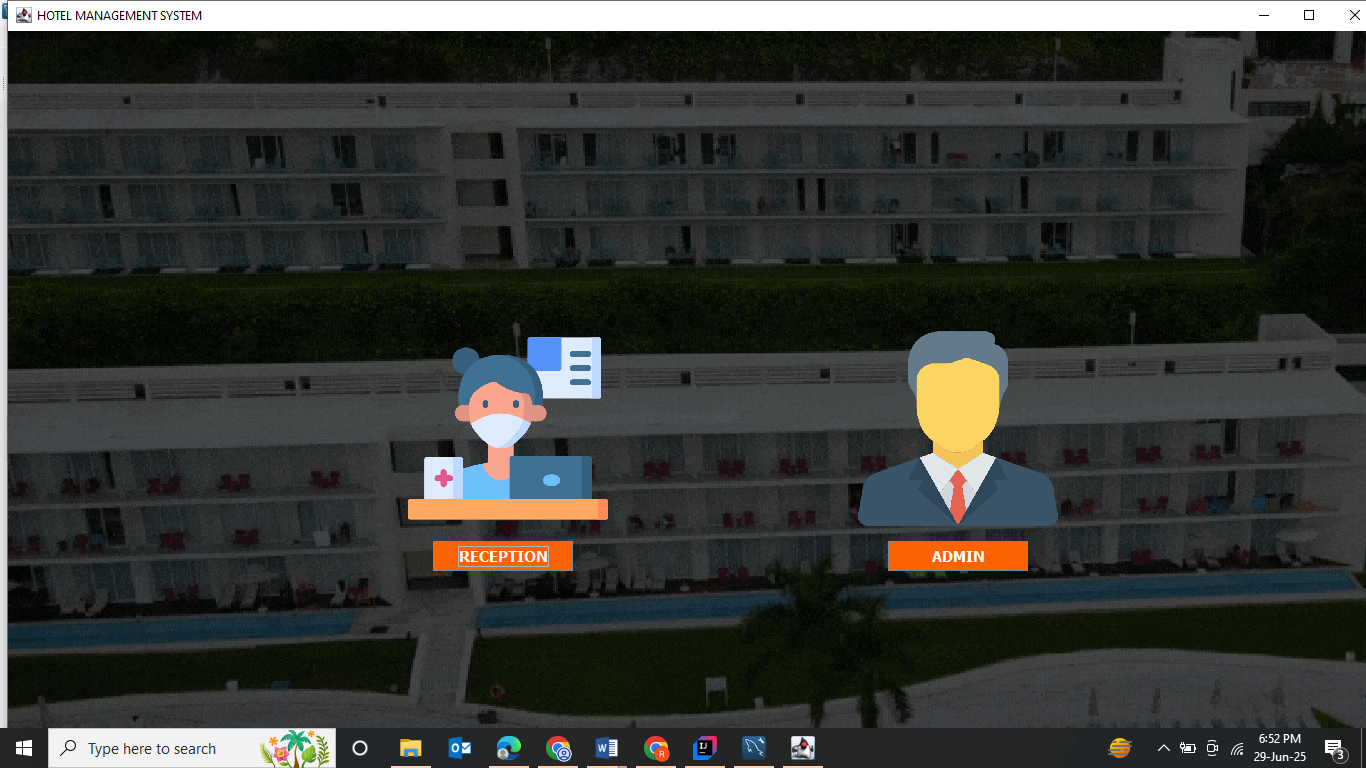 HOTEL MANAGEMENT SYSTEM
RECEPTION
ADMIN
Type here to search
6:52 PM
29-Jun-25
3